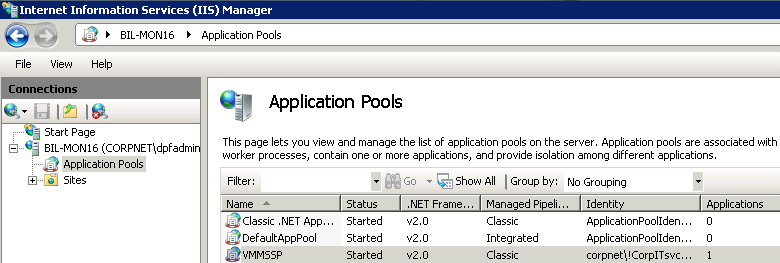 Internet Information Services (IIS) Manager
BIL-MON16 Application Pools
File View Help
Connections
Start Page
BIL-MON16 (CORPNET\dpfadmin
Application Pools
Sites
Application Pools
This page lets you view and manage the list of application pools on the server. Application pools are associated with
worker processes, contain one or more applications, and provide isolation among different applications.
Filter: Go Show All Group by: No Grouping
Name Status .NET Frame... Managed Pipeli... Identity Applications
Classic .NET App... Started v2.0 Classic ApplicationPoolIden... 0
DefaultAppPool Started v2.0 Integrated ApplicationPoolIden... 0
VMMSSP Started v2.0 Classic corpnet\!CorpITsvc... 1